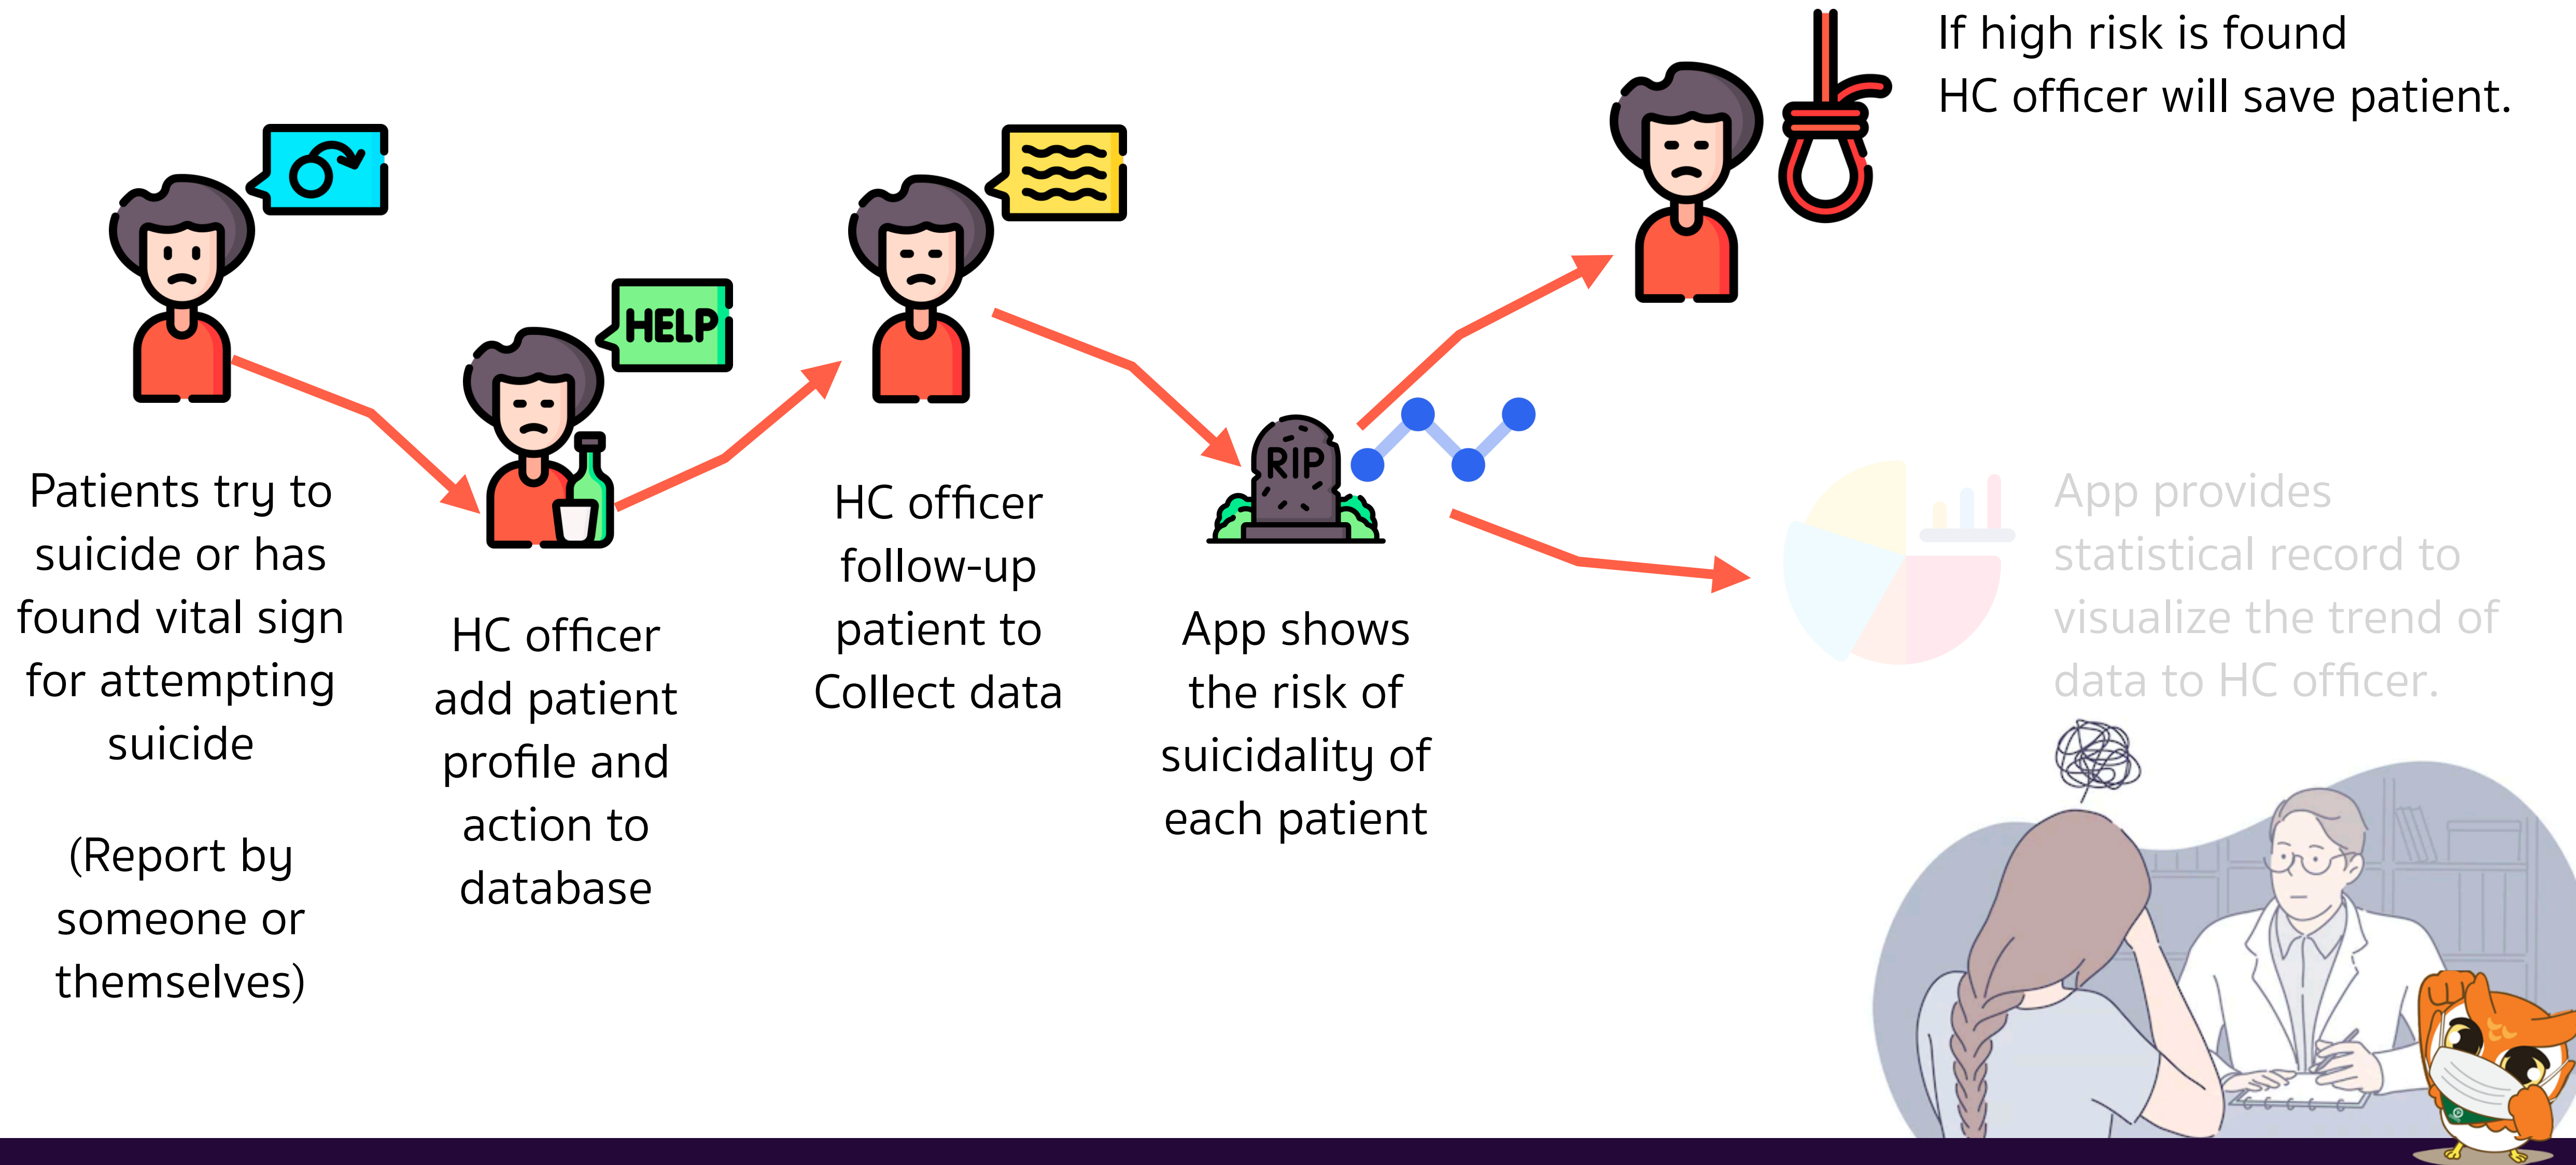 Patients try to
suicide or has
found vital sign
for attempting
suicide
(Report by
someone or
themselves)
HELP
HC officer
add patient
profile and
action to
database
HC officer
follow-up
patient to
Collect data
RIP
App shows
the risk of
suicidality of
each patient
If high risk is found
HC officer will save patient.
App provides
statistical record to
visualize the trend of
data to HC officer.